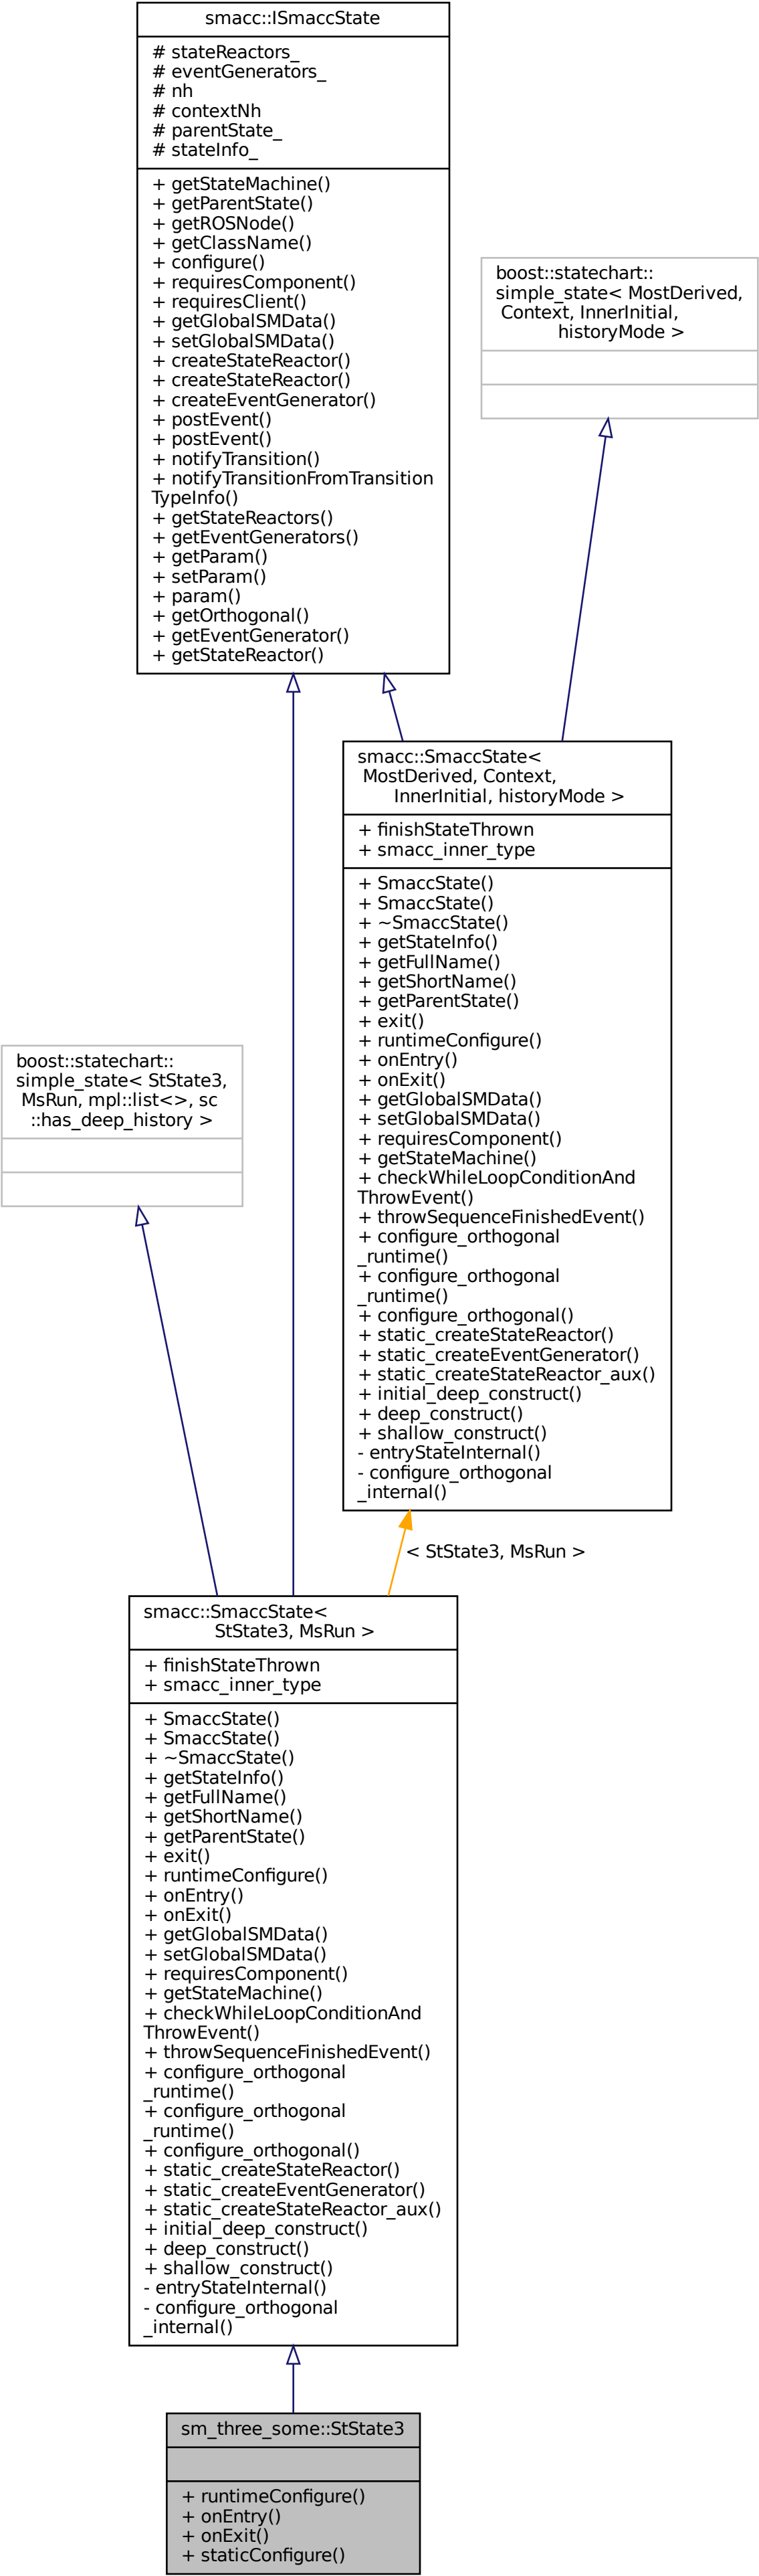 smacc::ISmaccState
# stateReactors_
# eventGenerators_
# nh
# contextNh
# parentState_
# stateInfo_
+ getStateMachine()
+ getParentState()
+ getROSNode()
+ getClassName()
+ configure()
+ requiresComponent()
+ requiresClient()
+ getGlobalSMData()
+ setGlobalSMData()
+ createStateReactor()
+ createStateReactor()
+ createEventGenerator()
+ postEvent()
+ postEvent()
+ notifyTransition()
+ notifyTransitionFromTransition
TypeInfo()
+ getStateReactors()
+ getEventGenerators()
+ getParam()
+ setParam()
+ param()
+ getOrthogonal()
+ getEventGenerator()
+ getStateReactor()
boost::statechart::
simple_state< MostDerived,
Context, InnerInitial,
historyMode >
smacc::SmaccState<
MostDerived, Context,
InnerInitial, historyMode >
+ finishStateThrown
+ smacc_inner_type
+ SmaccState()
+ SmaccState()
+ ~SmaccState()
+ getStateInfo()
+ getFullName()
+ getShortName()
+ getParentState()
+ exit()
+ runtimeConfigure()
+ onEntry()
+ onExit()
+ getGlobalSMData()
+ setGlobalSMData()
+ requiresComponent()
+ getStateMachine()
+ checkWhileLoopConditionAnd
ThrowEvent()
+ throwSequenceFinishedEvent()
+ configure_orthogonal
_runtime()
+ configure_orthogonal
_runtime()
+ configure_orthogonal()
+ static_createStateReactor()
+ static_createEventGenerator()
+ static_createStateReactor_aux()
+ initial_deep_construct()
+ deep_construct()
+ shallow_construct()
- entryStateInternal()
- configure_orthogonal
_internal()
boost::statechart::
simple_state< StState3,
MsRun, mpl::list<>, sc
::has_deep_history >
< StState3, MsRun >
smacc::SmaccState<
StState3, MsRun >
+ finishStateThrown
+ smacc_inner_type
+ SmaccState()
+ SmaccState()
+ ~SmaccState()
+ getStateInfo()
+ getFullName()
+ getShortName()
+ getParentState()
+ exit()
+ runtimeConfigure()
+ onEntry()
+ onExit()
+ getGlobalSMData()
+ setGlobalSMData()
+ requiresComponent()
+ getStateMachine()
+ checkWhileLoopConditionAnd
ThrowEvent()
+ throwSequenceFinishedEvent()
+ configure_orthogonal
_runtime()
+ configure_orthogonal
_runtime()
+ configure_orthogonal()
+ static_createStateReactor()
+ static_createEventGenerator()
+ static_createStateReactor_aux()
+ initial_deep_construct()
+ deep_construct()
+ shallow_construct()
- entryStateInternal()
- configure_orthogonal
_internal()
sm_three_some::StState3
+ runtimeConfigure()
+ onEntry()
+ onExit()
+ staticConfigure()